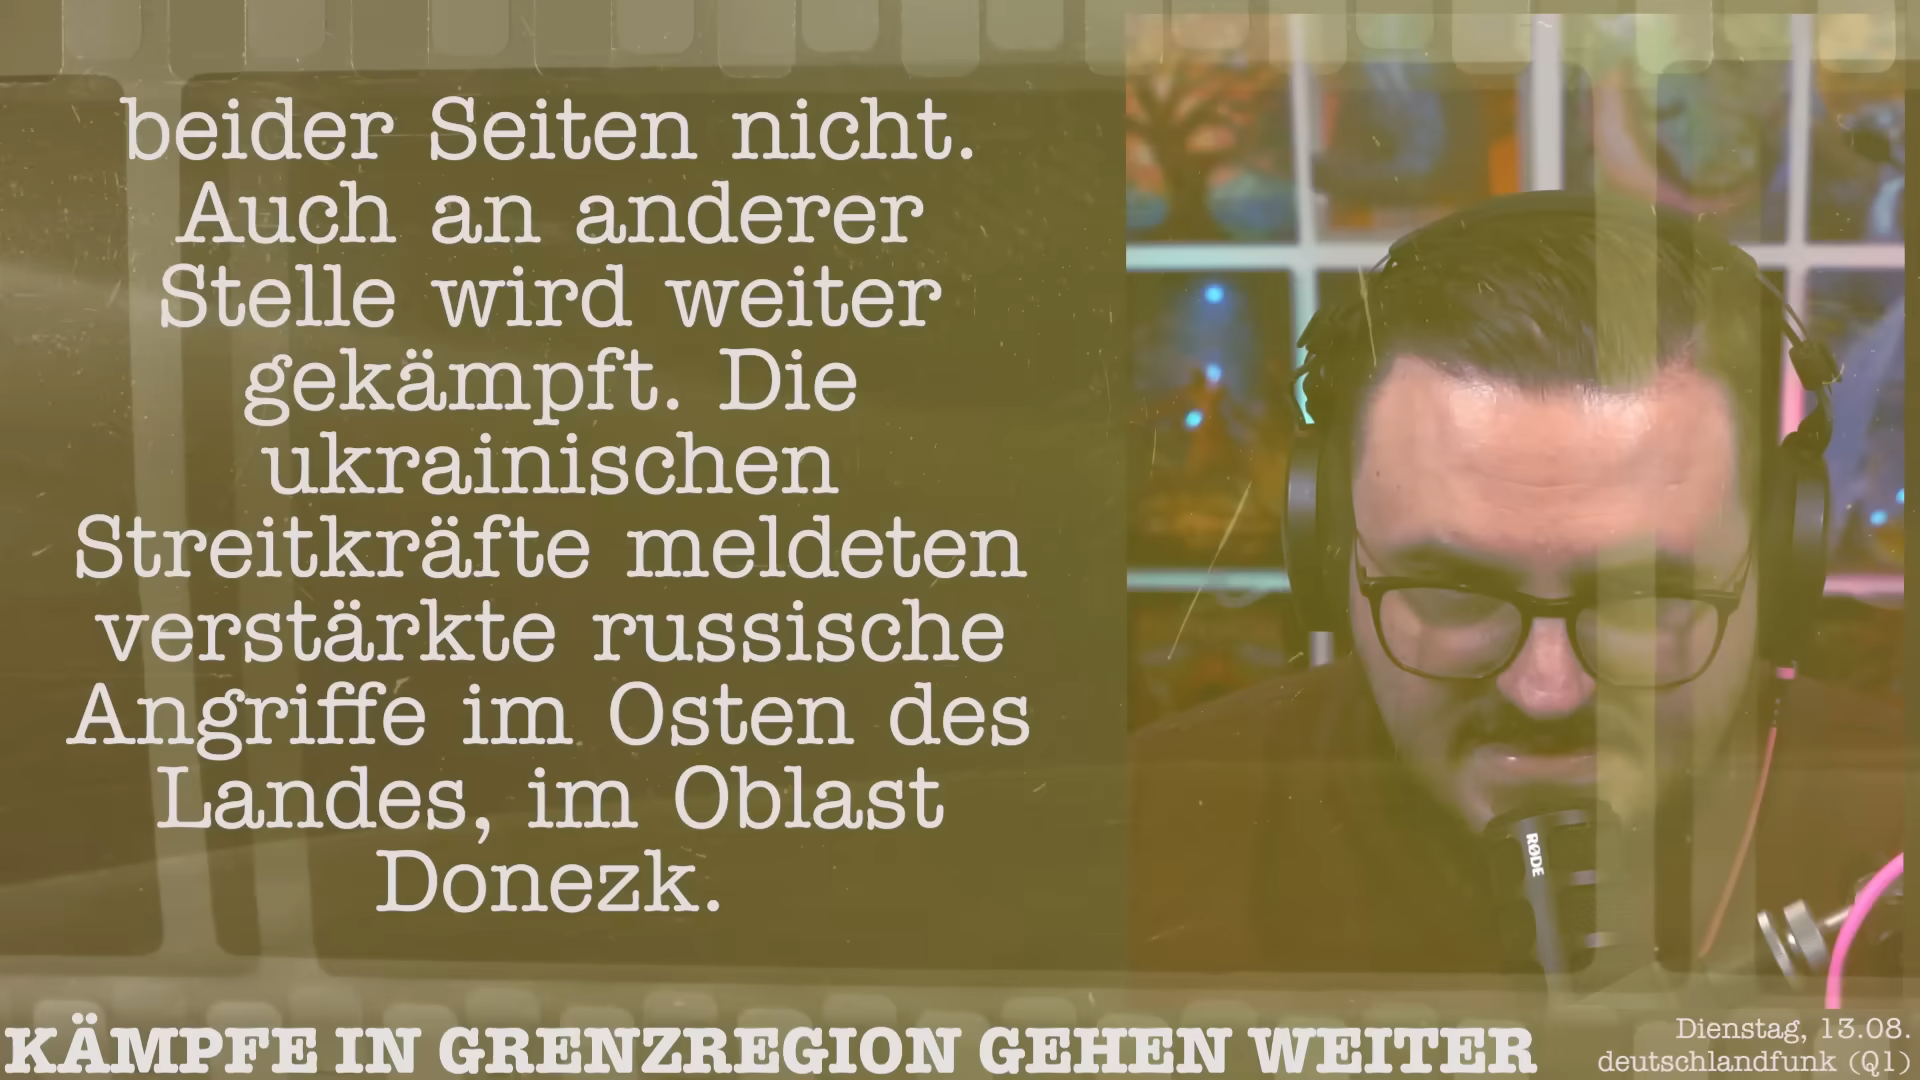 beider Seiten nicht.
Auch an anderer
Stelle wird weiter
gekämpft. Die
ukrainischen
Streitkräfte meldeten
verstärkte russische
Angriffe im Osten des
Landes, im Oblast
Donezk.
RØDE
KÄMPFE IN GRENZREGION GEHEN WEITER
Dienstag, 13.08.
deutschlandfunk (Q1)